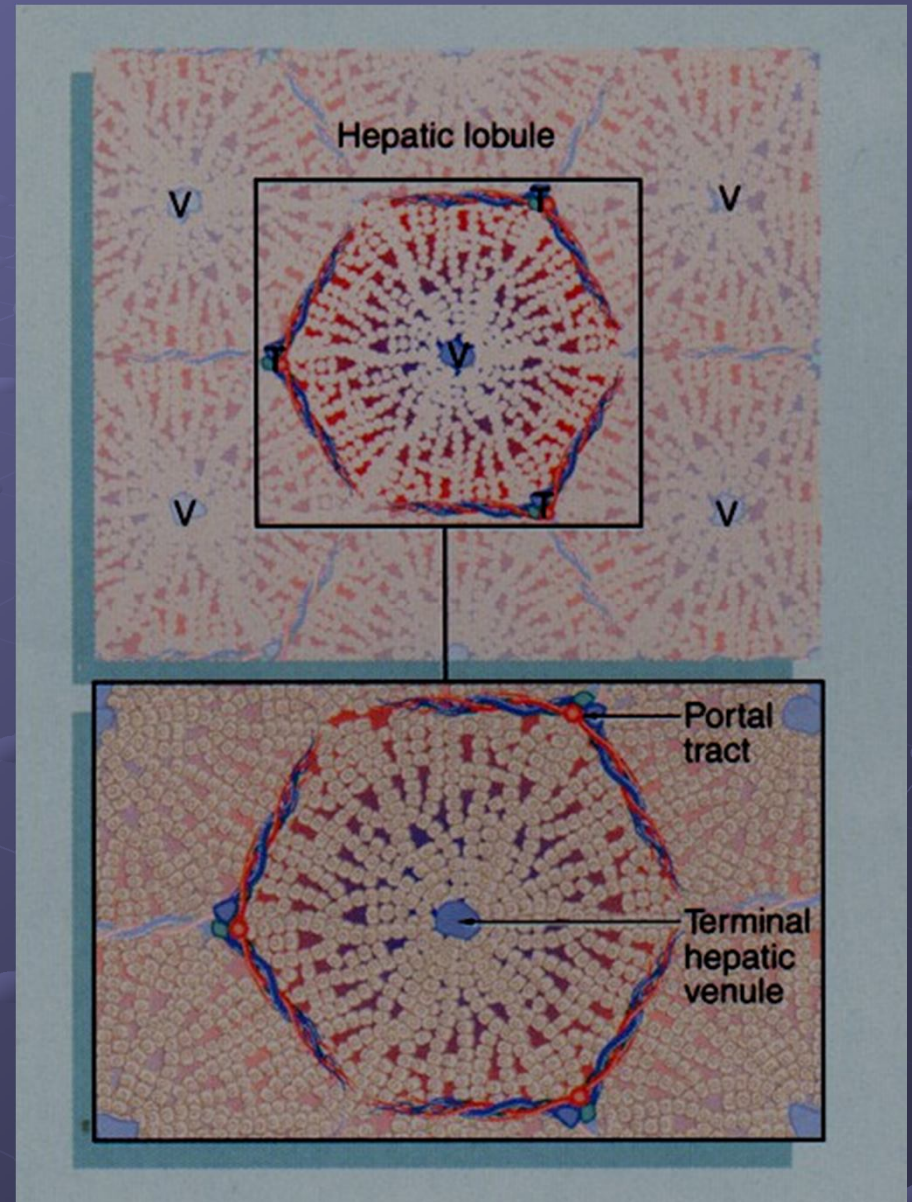 Hepatic lobule
T
V
V
T
V
V
T
V
Portal
tract
Terminal
hepatic
venule